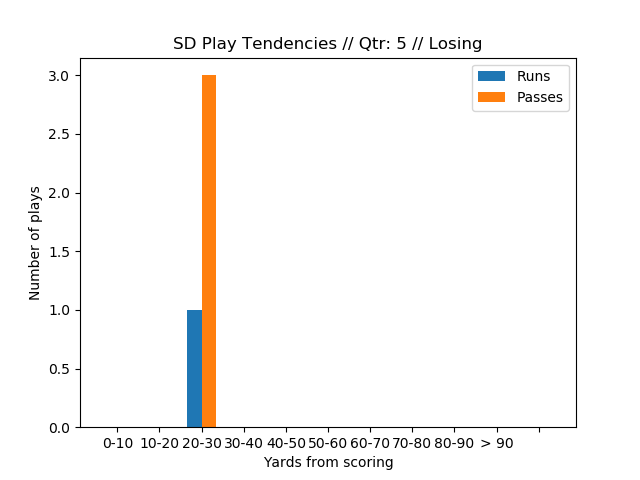 SD Play Tendencies // Qtr: 5 // Losing
Runs
Passes
3.0
2.5
2.0
1.5
1.0
0.5
0.0
Number of plays
0-10 10-20 20-30 30-40 40-50 50-60 60-70 70-80 80-90 > 90
Yards from scoring